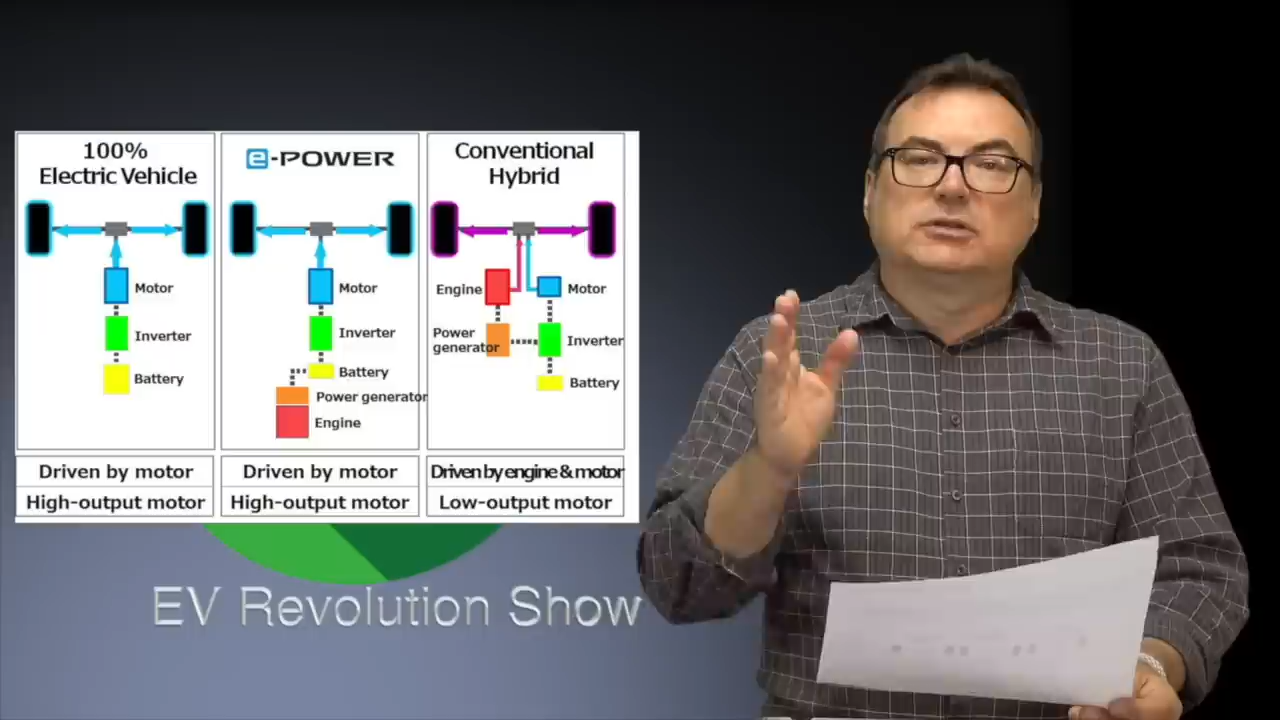 100%
Electric Vehicle
Motor
Inverter
Battery
Driven by motor
High-output motor
e-POWER
Motor
Inverter
Battery
Power generator
Engine
Driven by motor
High-output motor
Conventional
Hybrid
Engine
Motor
Power
generator
Inverter
Battery
Driven by engine & motor
Low-output motor
EV Revolution Show